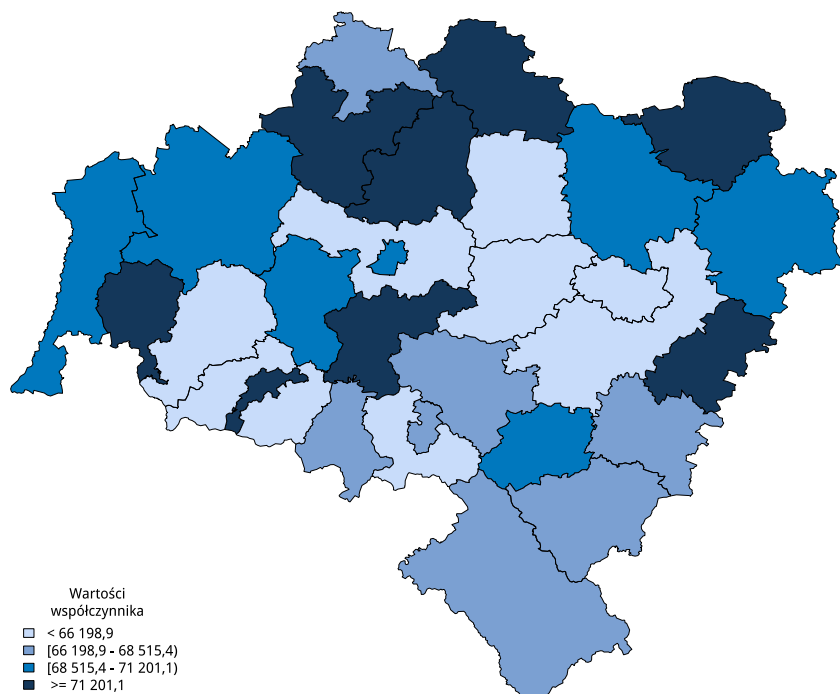 Wartości
współczynnika
< 66 198,9
[66 198,9 - 68 515,4)
[68 515,4 - 71 201,1)
>= 71 201,1